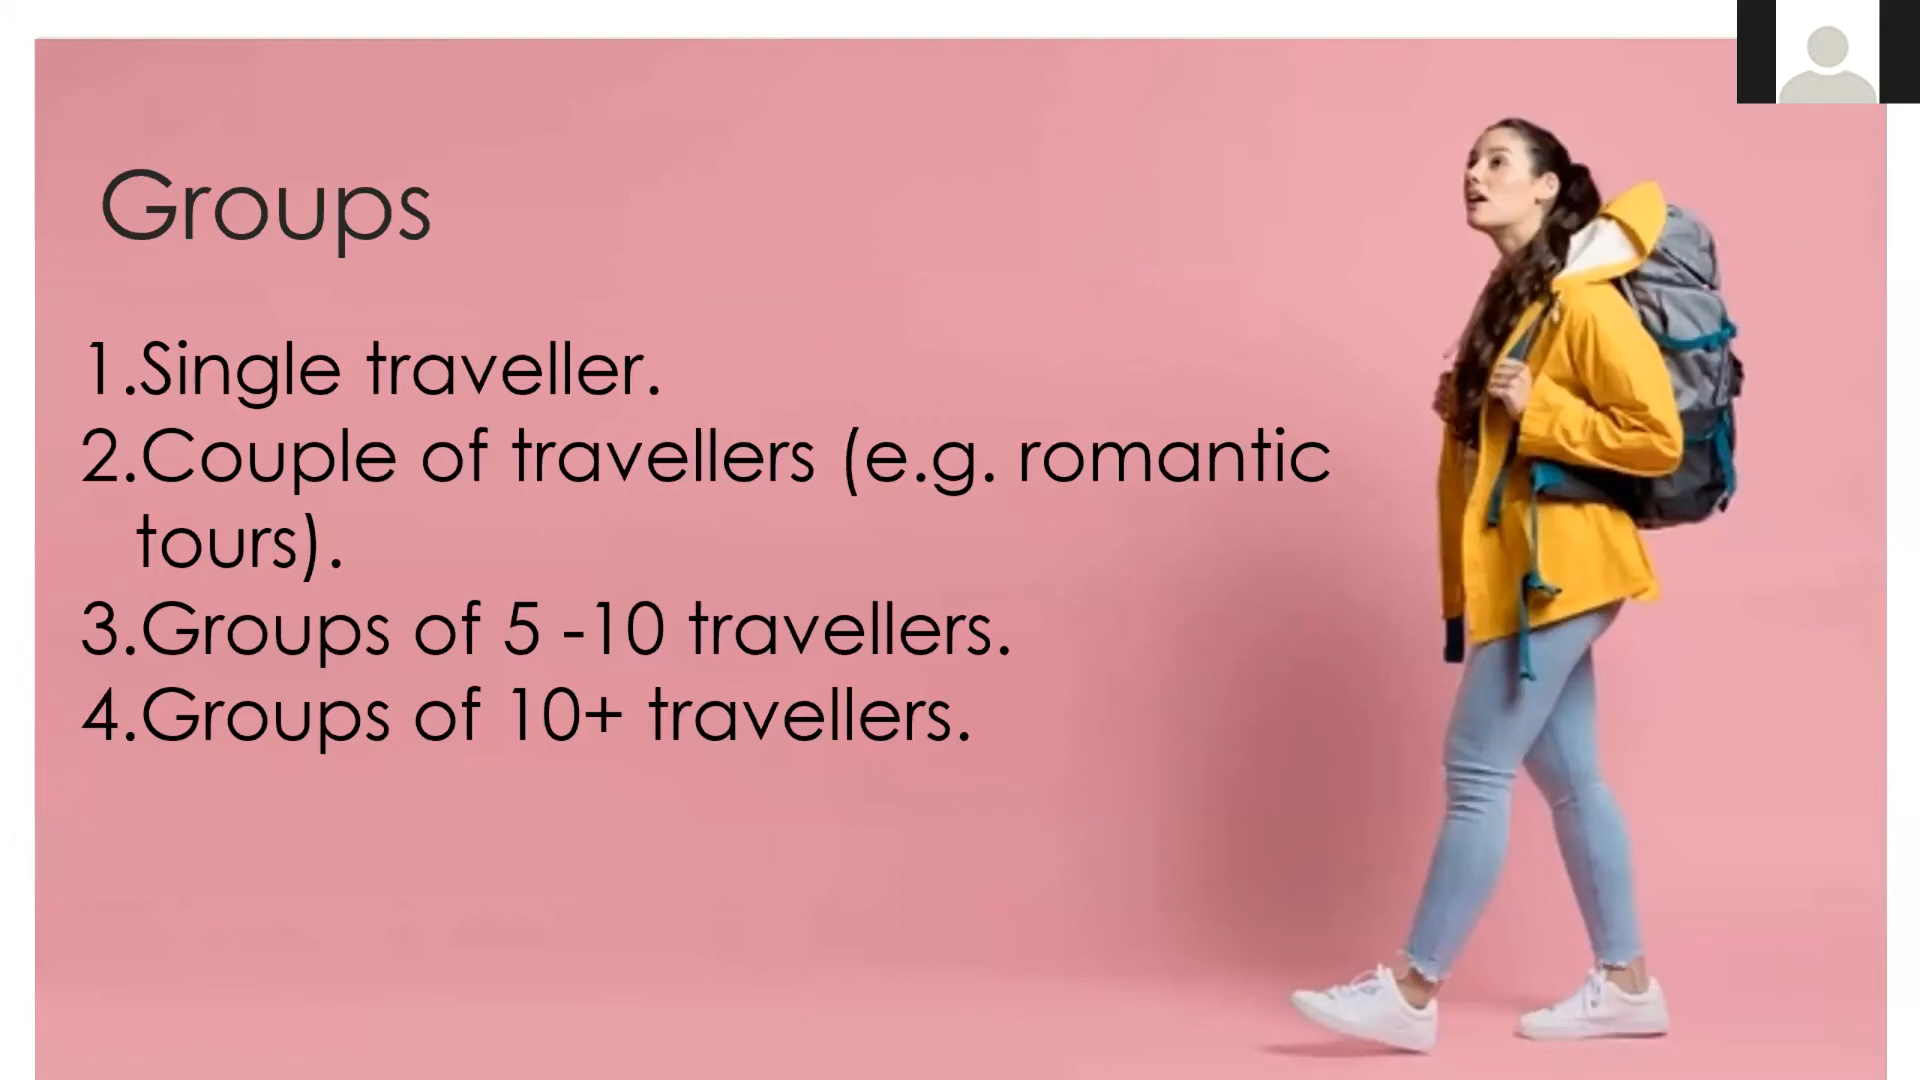 Groups
1.Single traveller.
2.Couple of travellers (e.g. romantic
tours).
3.Groups of 5 -10 travellers.
4.Groups of 10+ travellers.